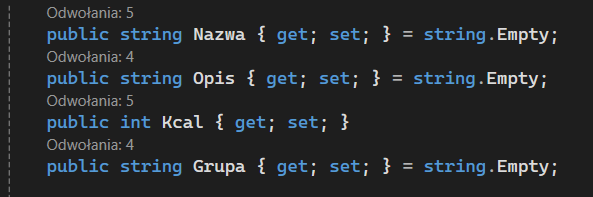 Odwołania: 5
public string Nazwa { get; set; } = string.Empty;
Odwołania: 4
public string Opis { get; set; } = string.Empty;
Odwołania: 5
public int Kcal { get; set; }
Odwołania: 4
public string Grupa { get; set; } = string.Empty;